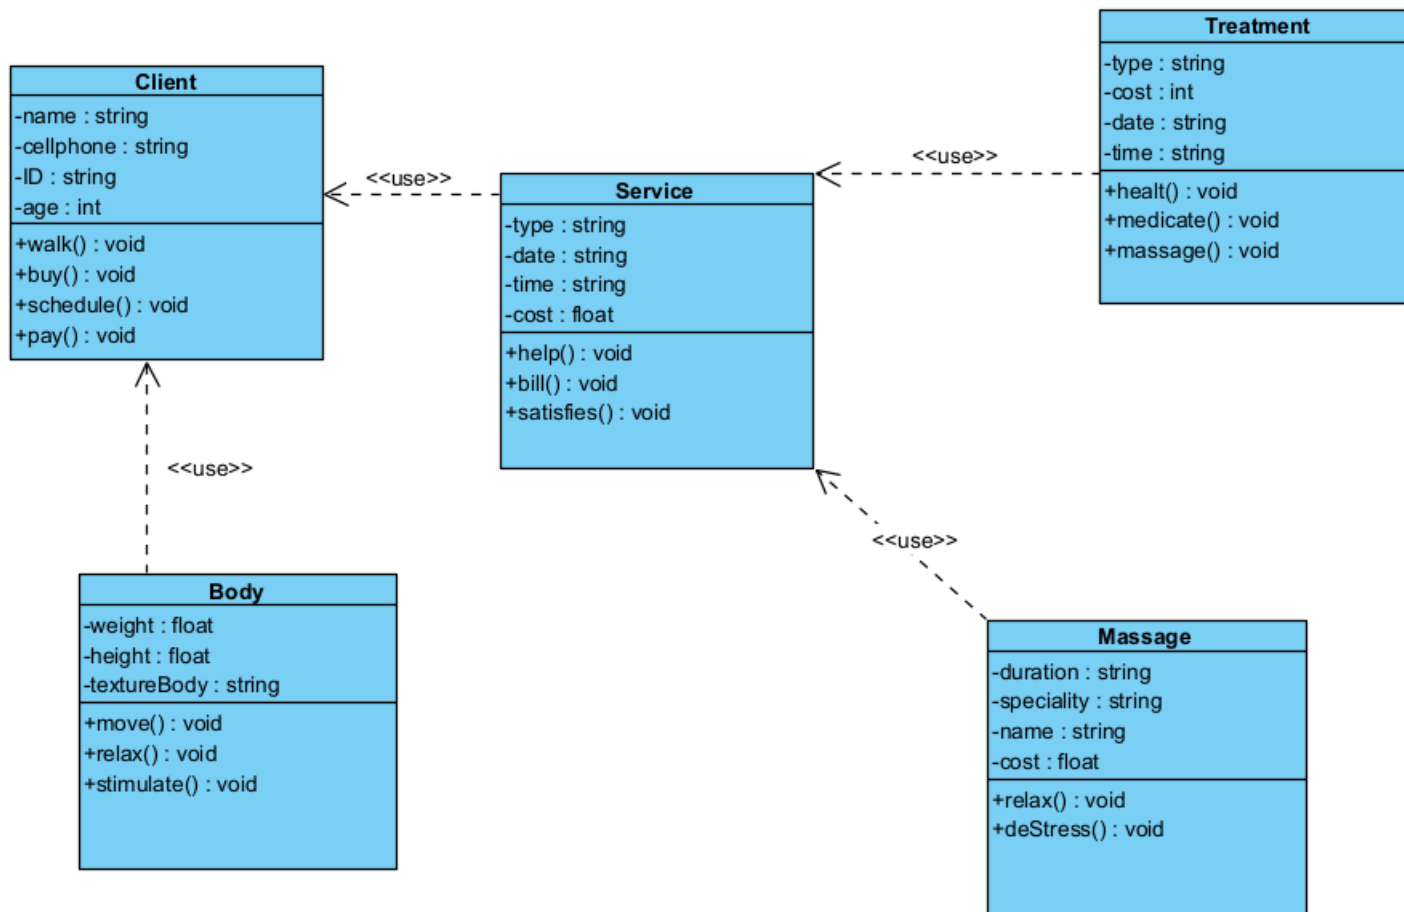 Client
-name : string
-cellphone : string
-ID : string
-age : int
+walk() : void
+buy() : void
+schedule() : void
+pay() : void
<<use>>
Service
-type : string
-date : string
-time : string
-cost : float
+help() : void
+bill() : void
+satisfies() : void
<<use>>
Treatment
-type : string
-cost : int
-date : string
-time : string
+healt() : void
+medicate() : void
+massage() : void
<<use>>
Body
-weight : float
-height : float
-textureBody : string
+move() : void
+relax() : void
+stimulate() : void
<<use>>
Massage
-duration : string
-speciality : string
-name : string
-cost : float
+relax() : void
+deStress() : void